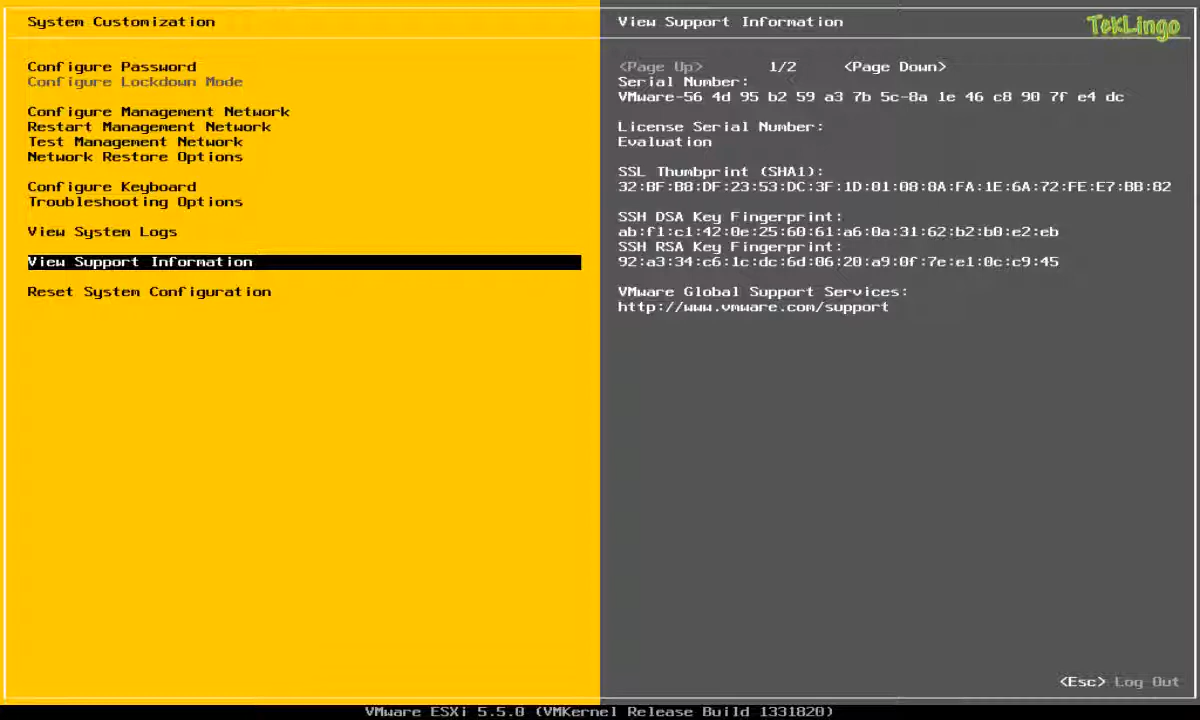 System Customization
Configure Password
Configure Lockdown Mode
Configure Management Network
Restart Management Network
Test Management Network
Network Restore Options
Configure Keyboard
Troubleshooting Options
View System Logs
View Support Information
Reset System Configuration
View Support Information
TekLingo
<Page Up> 1/2 <Page Down>
Serial Number:
VMware-56 4d 95 b2 59 a3 7b 5c-8a 1e 46 c8 90 7f e4 dc
License Serial Number:
Evaluation
SSL Thumbprint (SHA1):
32:BF:B8:DF:23:53:DC:3F:1D:81:08:8A:FA:1E:6A:72:FE:E7:BB:82
SSH DSA Key Fingerprint:
ab:f1:c1:42:0e:25:60:61:a6:0a:31:62:b2:b0:e2:eb
SSH RSA Key Fingerprint:
92:a3:34:c6:1c:dc:6d:06:20:a9:0f:7e:e1:0c:c9:45
VMware Global Support Services:
http://www.vmware.com/support
<Esc> Log Out
VMware ESXi 5.5.0 (VMKernel Release Build 1331820)